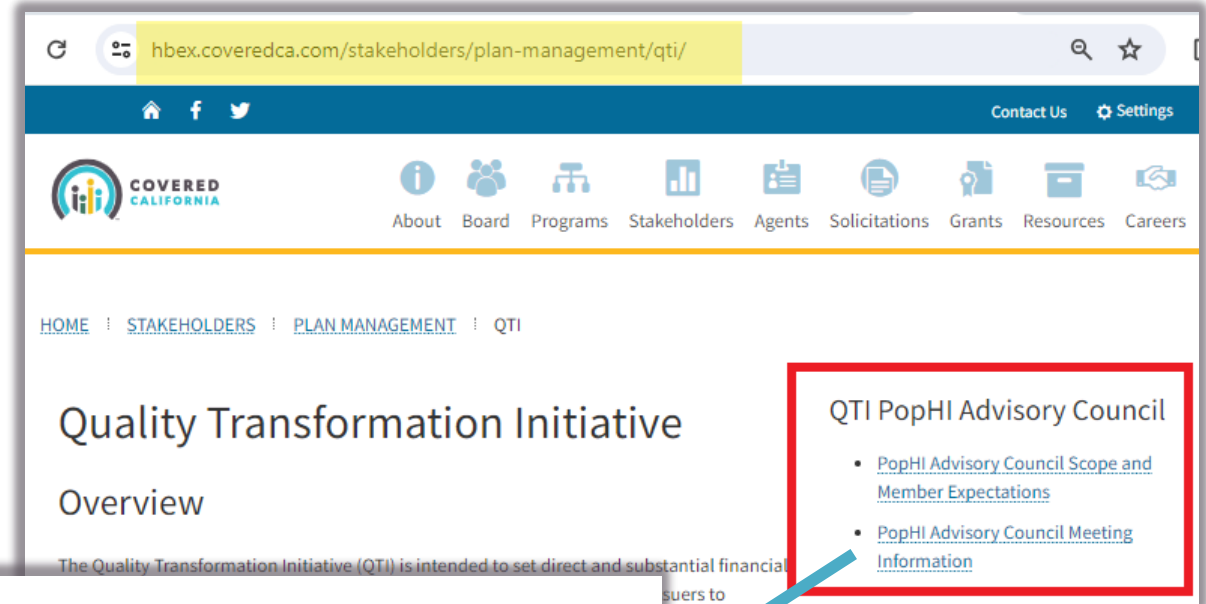 hbex.coveredca.com/stakeholders/plan-management/qti/
Contact Us Settings
COVERED
CALIFORNIA
About Board Programs Stakeholders Agents Solicitations Grants Resources Careers
HOME STAKEHOLDERS PLAN MANAGEMENT QTI
Quality Transformation Initiative
Overview
The Quality Transformation Initiative (QTI) is intended to set direct and substantial financial
suers to
QTI PopHI Advisory Council
• PopHI Advisory Council Scope and
Member Expectations
• PopHI Advisory Council Meeting
Information